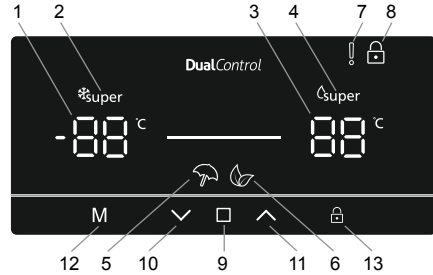 1 2 3 4 7 8
DualControl
super super
-88 °C 88 °C
M
12 5 10 9 11 6 13